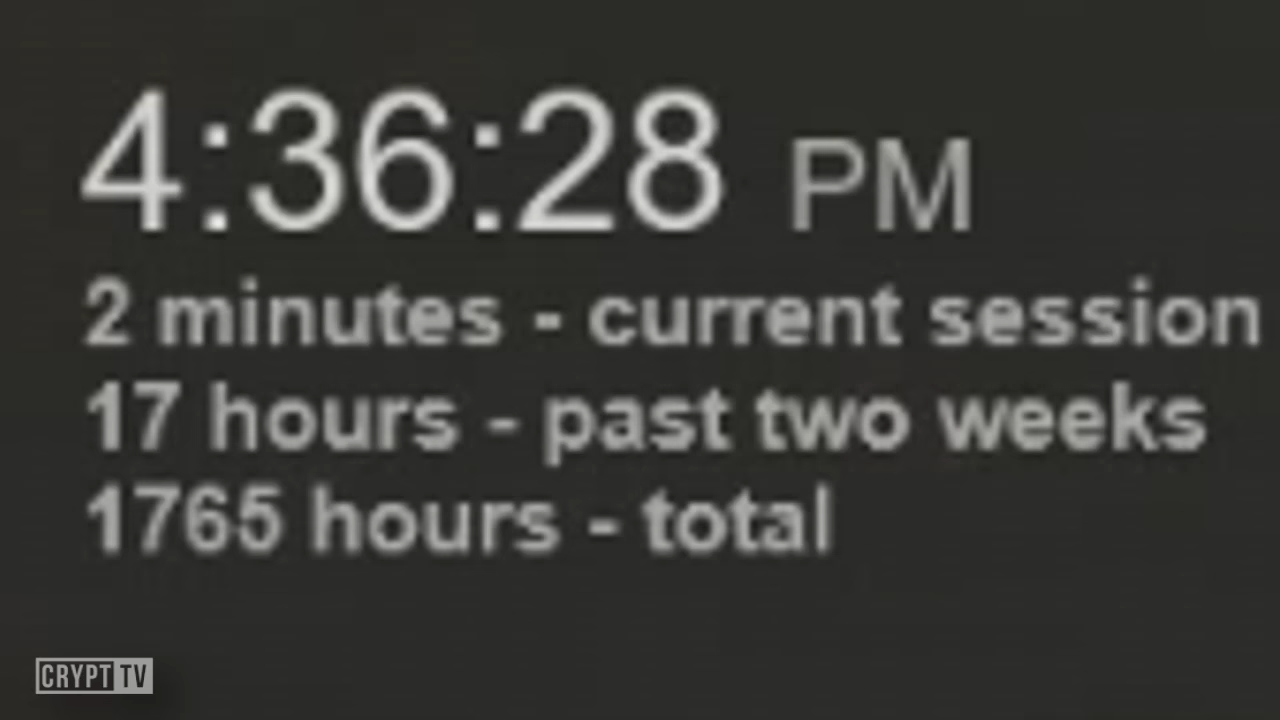 4:36:28 PM
2 minutes - current session
17 hours - past two weeks
1765 hours - total
CRYPT TV